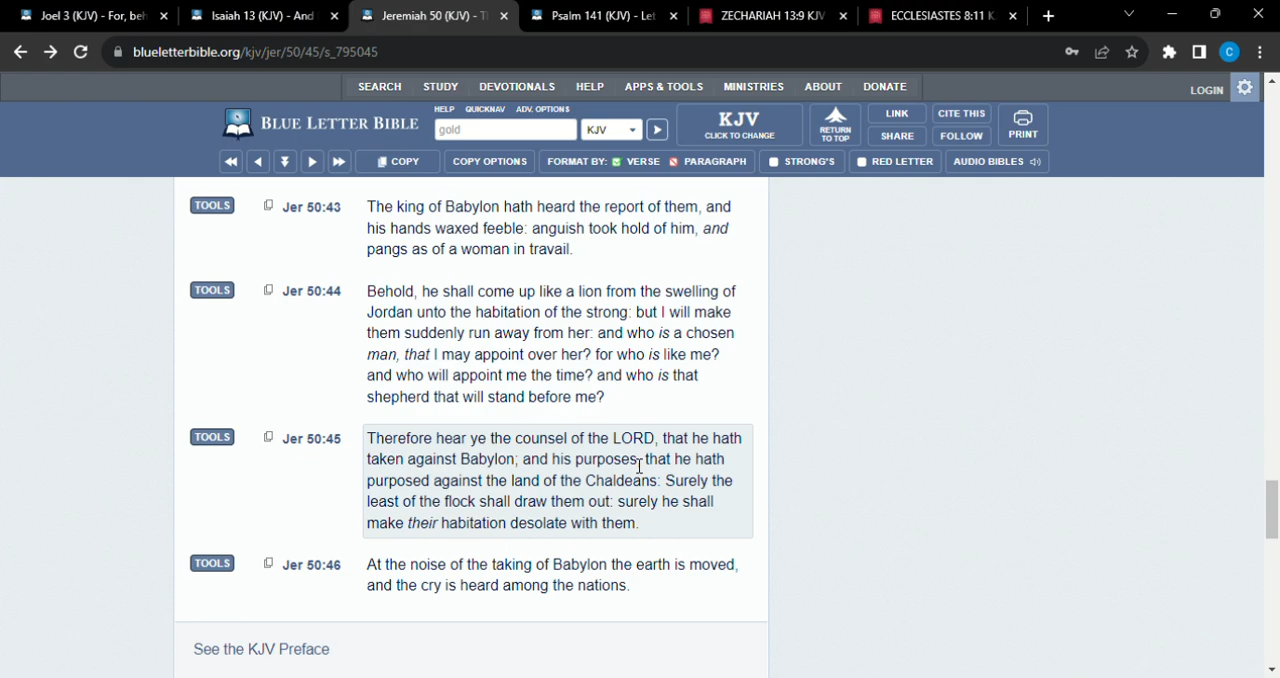 Joel 3 (KJV) - For, beh
Isaiah 13 (KJV) - And
Jeremiah 50 (KJV) - T
Psalm 141 (KJV) - Let
ZECHARIAH 13:9 KJV
ECCLESIASTES 8:11 K
blueletterbible.org/kjv/jer/50/45/s_795045
C
SEARCH STUDY DEVOTIONALS HELP APPS & TOOLS MINISTRIES ABOUT DONATE
LOGIN
BLUE LETTER BIBLE
HELP QUICKNAV ADV. OPTIONS
gold
KJV
KJV
CLICK TO CHANGE
RETURN
TO TOP
LINK
CITE THIS
SHARE
FOLLOW
PRINT
COPY COPY OPTIONS FORMAT BY: VERSE PARAGRAPH STRONG'S RED LETTER AUDIO BIBLES
TOOLS Jer 50:43 The king of Babylon hath heard the report of them, and
his hands waxed feeble: anguish took hold of him, and
pangs as of a woman in travail.
TOOLS Jer 50:44 Behold, he shall come up like a lion from the swelling of
Jordan unto the habitation of the strong: but I will make
them suddenly run away from her: and who is a chosen
man, that I may appoint over her? for who is like me?
and who will appoint me the time? and who is that
shepherd that will stand before me?
TOOLS Jer 50:45 Therefore hear ye the counsel of the LORD, that he hath
taken against Babylon; and his purposes, that he hath
purposed against the land of the Chaldeans: Surely the
least of the flock shall draw them out: surely he shall
make their habitation desolate with them.
TOOLS Jer 50:46 At the noise of the taking of Babylon the earth is moved,
and the cry is heard among the nations.
See the KJV Preface